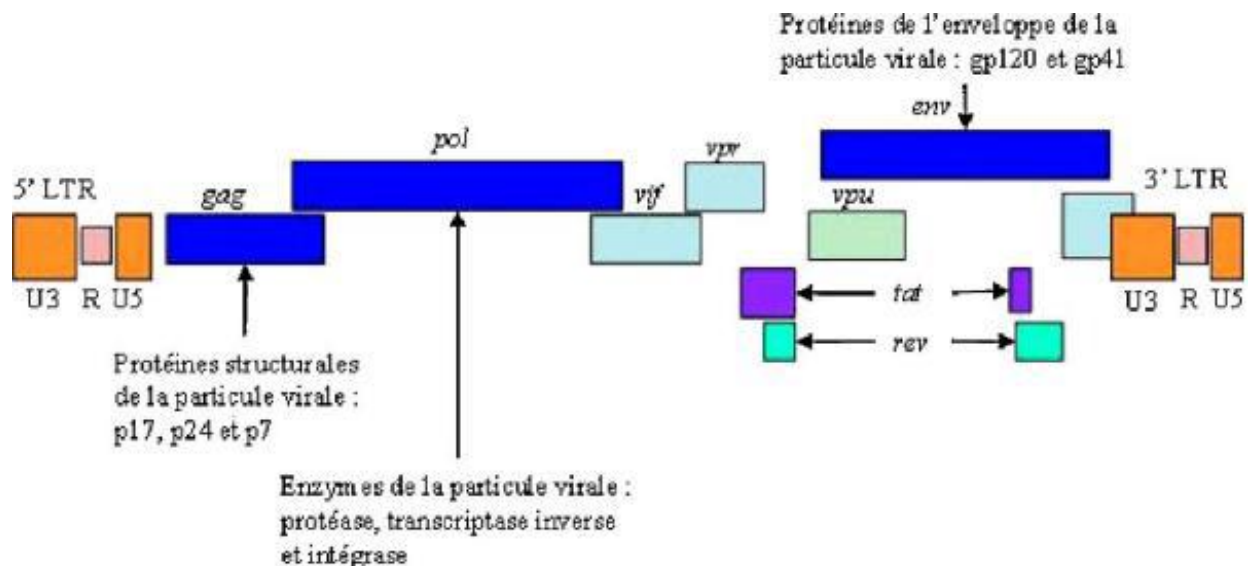 Protéines de l'enveloppe de la
particule virale : gp120 et gp41
env
pol
vpr
5' LTR
gag
vif
vpu
3' LTR
U3 R U5
tat
U3 R U5
rev
Protéines structurales
de la particule virale :
p17, p24 et p7
Enzymes de la particule virale :
protéase, transcriptase inverse
et intégrase